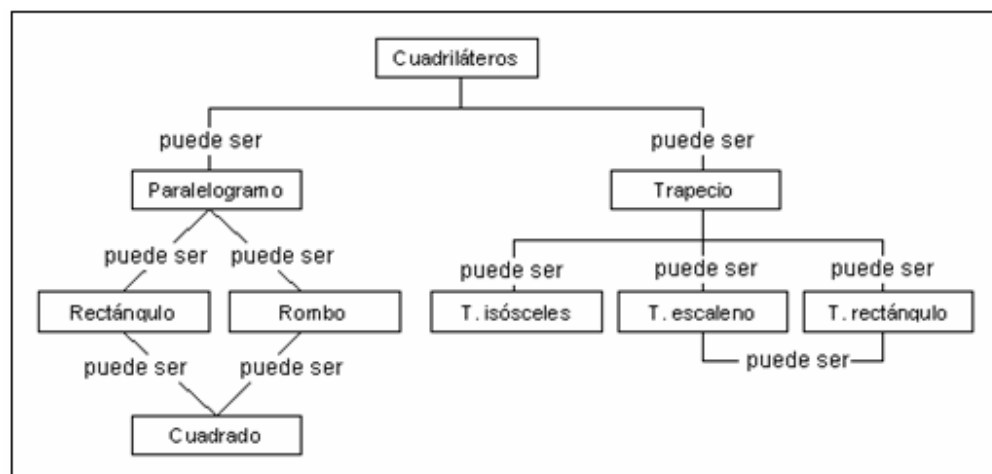 Cuadriláteros
puede ser puede ser
Paralelogramo Trapecio
puede ser puede ser puede ser puede ser puede ser
Rectángulo Rombo T. isósceles T. escaleno T. rectángulo
puede ser puede ser puede ser
Cuadrado